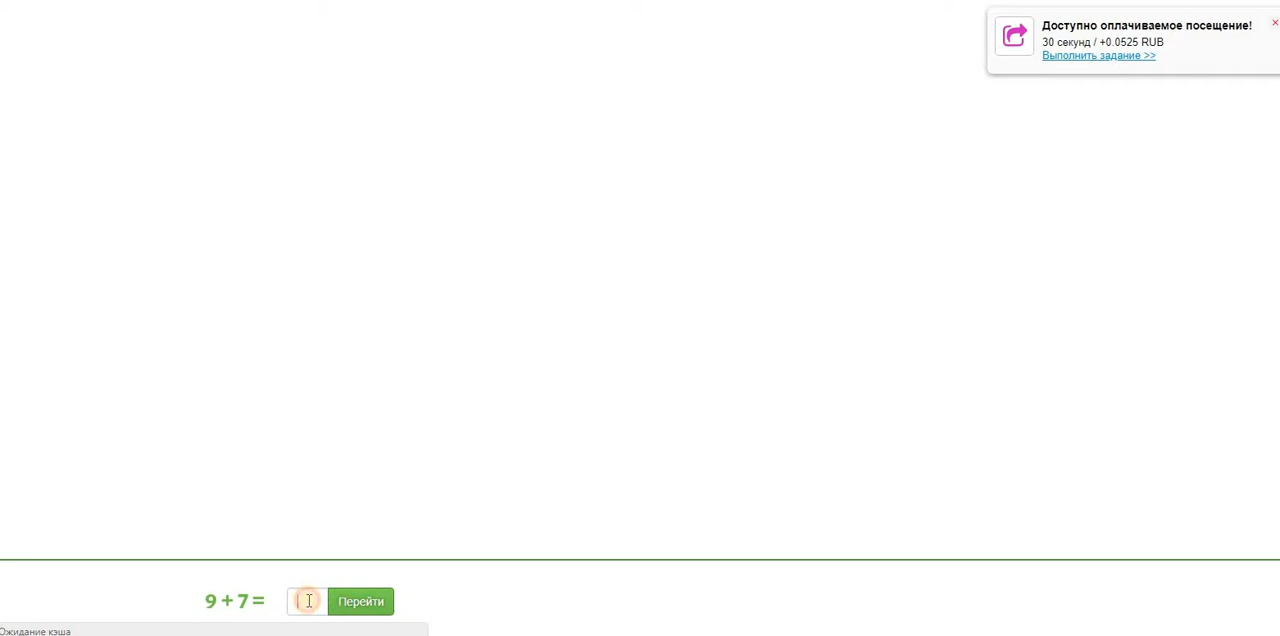 Доступно оплачиваемое посещение!
30 секунд / +0.0525 RUB
Выполнить задание >>
9 + 7 =
Перейти
Ожидание кэша